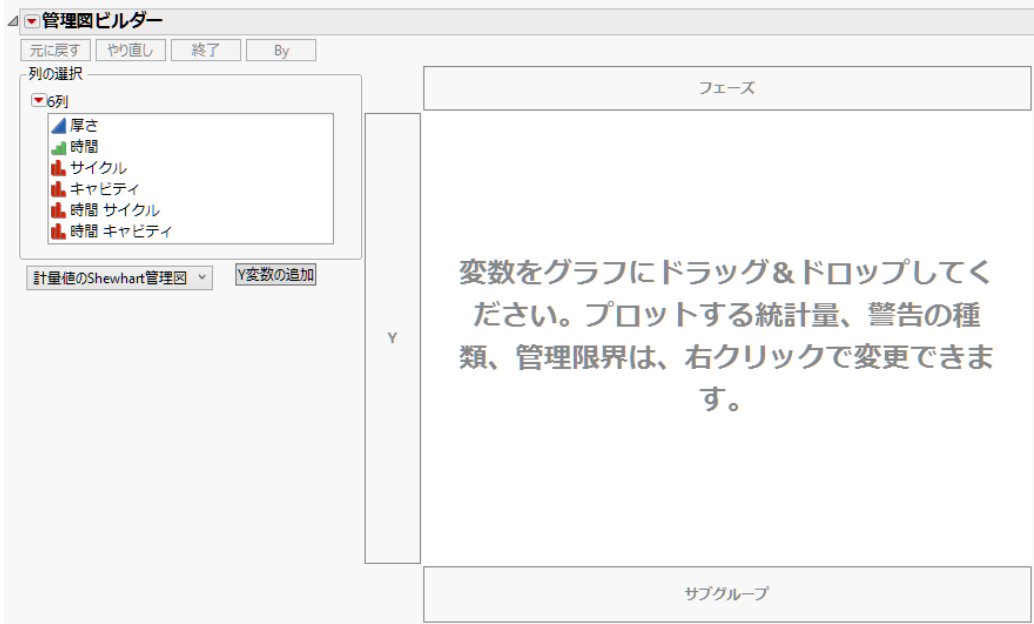 管理図ビルダー
元に戻す やり直し 終了 By
列の選択
6列
厚さ
時間
サイクル
キャビティ
時間 サイクル
時間 キャビティ
計量値のShewhart管理図 Y変数の追加
フェーズ
Y
変数をグラフにドラッグ＆ドロップしてく
ださい。プロットする統計量、警告の種
類、管理限界は、右クリックで変更できま
す。
サブグループ